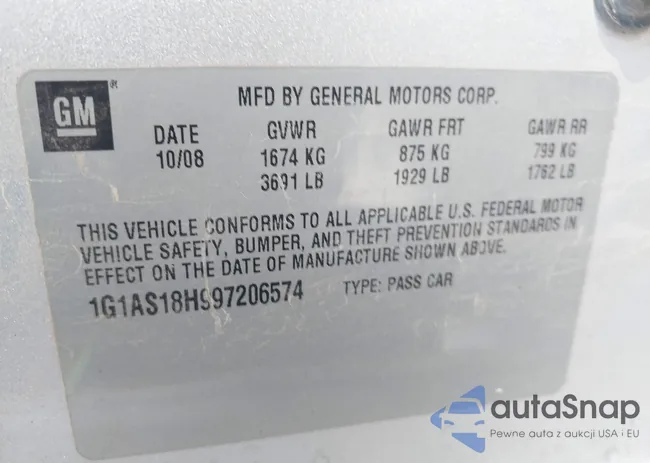 GM ®
MFD BY GENERAL MOTORS CORP.
DATE GVWR GAWR FRT GAWR RR
10/08 1674 KG 875 KG 799 KG
3691 LB 1929 LB 1762 LB
THIS VEHICLE CONFORMS TO ALL APPLICABLE U.S. FEDERAL MOTOR
VEHICLE SAFETY, BUMPER, AND THEFT PREVENTION STANDARDS IN
EFFECT ON THE DATE OF MANUFACTURE SHOWN ABOVE.
1G1AS18H997206574 TYPE: PASS CAR
autaSnap
Pewne auta z aukcji USA i EU